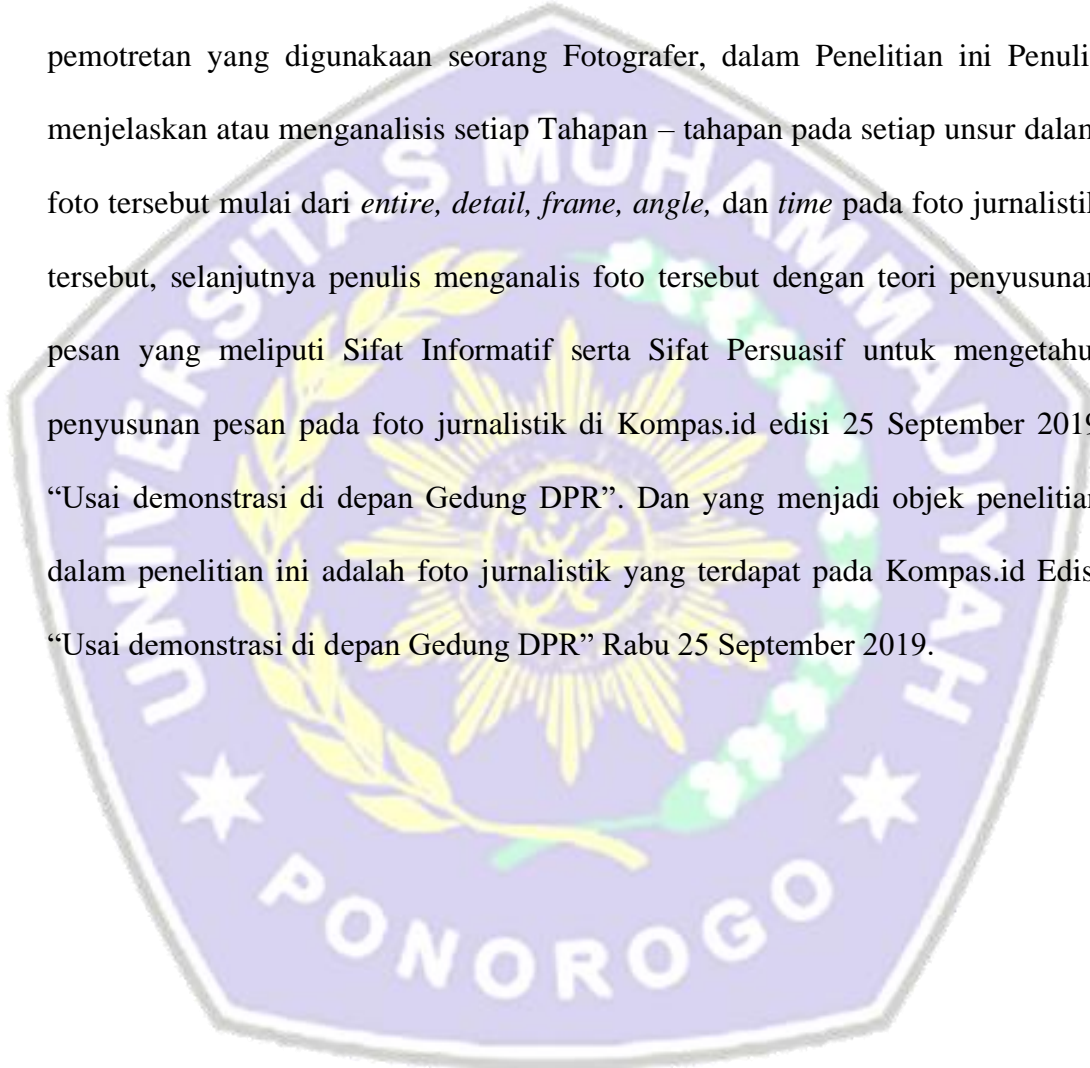 pemotretan yang digunakaan seorang Fotografer, dalam Penelitian ini Penuli
menjelaskan atau menganalisis setiap Tahapan – tahapan pada setiap unsur dalam
foto tersebut mulai dari entire, detail, frame, angle, dan time pada foto jurnalistik
tersebut, selanjutnya penulis menganalis foto tersebut dengan teori penyusunan
pesan yang meliputi Sifat Informatif serta Sifat Persuasif untuk mengetahui
penyusunan pesan pada foto jurnalistik di Kompas.id edisi 25 September 2019
“Usai demonstrasi di depan Gedung DPR”. Dan yang menjadi objek penelitian
dalam penelitian ini adalah foto jurnalistik yang terdapat pada Kompas.id Edisi
“Usai demonstrasi di depan Gedung DPR” Rabu 25 September 2019.
UNIVERSITAS MUHAMMADIYAH
PONOROGO